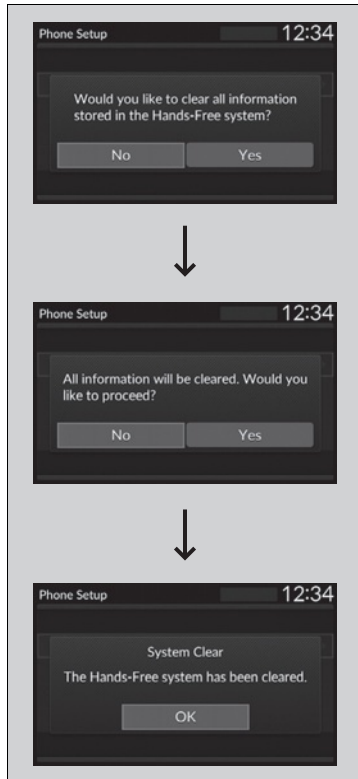 Phone Setup 12:34
Would you like to clear all information
stored in the Hands-Free system?
No Yes
Phone Setup 12:34
All information will be cleared. Would you
like to proceed?
No Yes
Phone Setup 12:34
System Clear
The Hands-Free system has been cleared.
OK